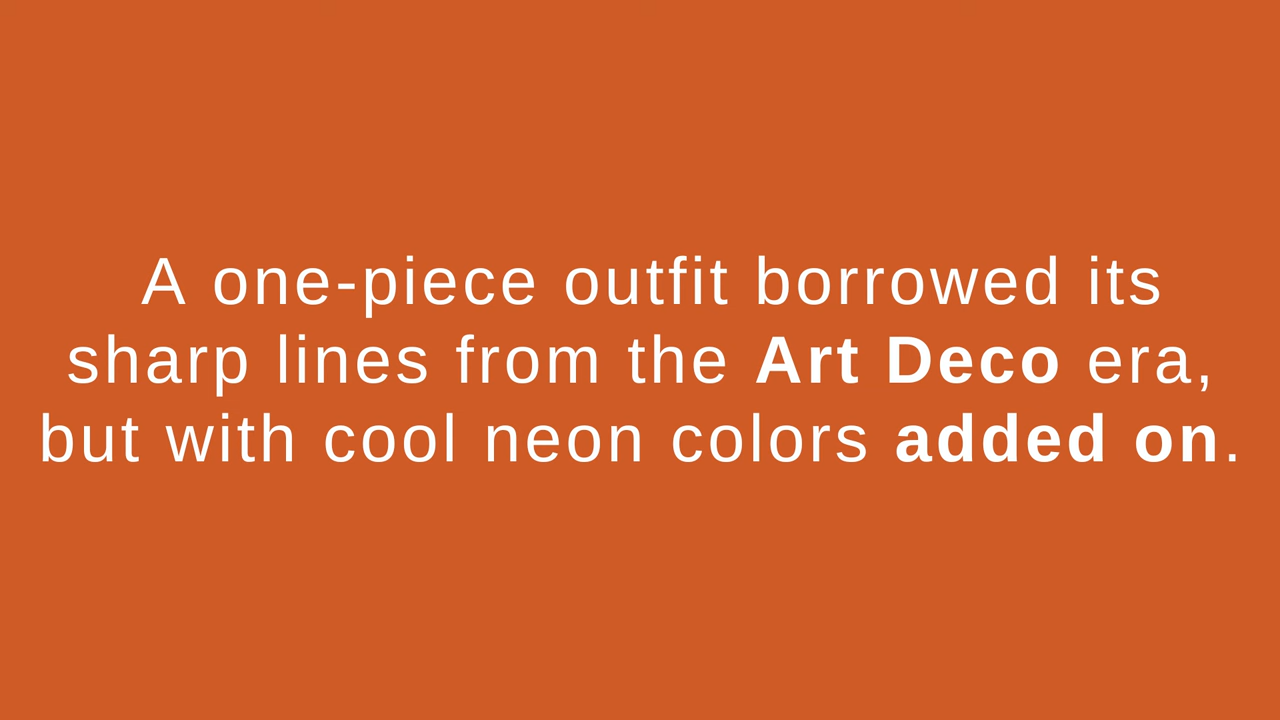 A one-piece outfit borrowed its
sharp lines from the Art Deco era,
but with cool neon colors added on.